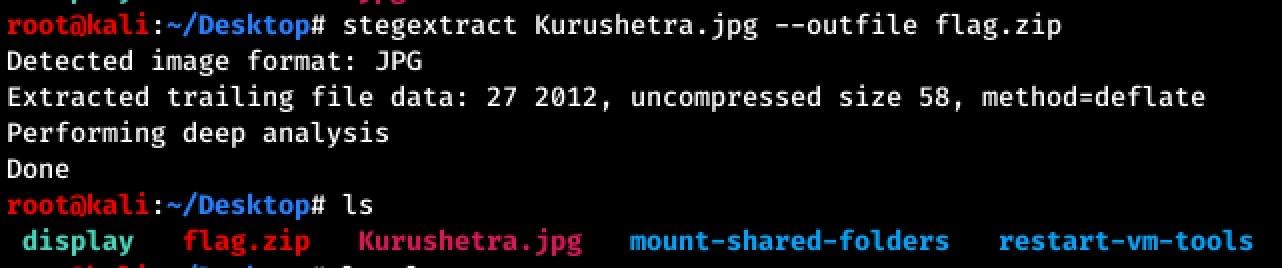 root@kali:~/Desktop# stegextract Kurushetra.jpg --outfile flag.zip
Detected image format: JPG
Extracted trailing file data: 27 2012, uncompressed size 58, method=deflate
Performing deep analysis
Done
root@kali:~/Desktop# ls
display flag.zip Kurushetra.jpg mount-shared-folders restart-vm-tools